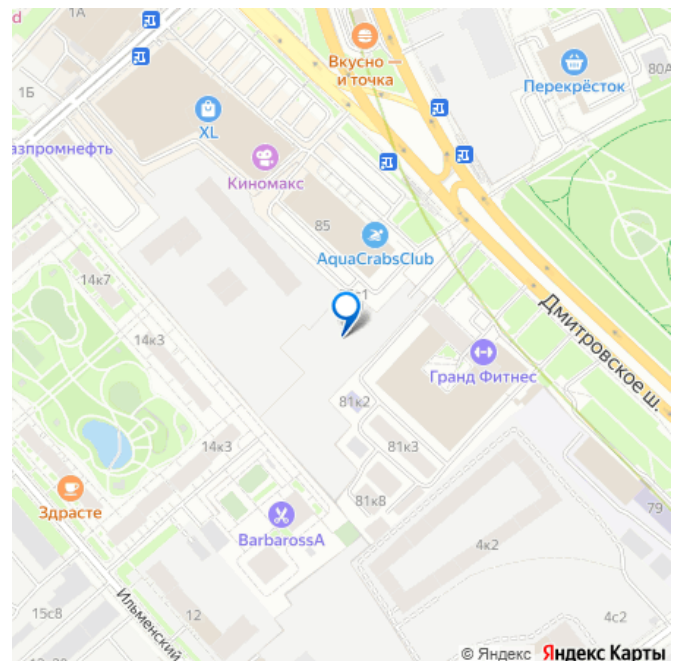 d
1А
Вкусно —
и точка
Перекрёсток
80А
1Б
XL
азпромнефть
Киномакс
85
AquaCrabsClub
14к7
Дмитровское ш.
14к3
Гранд Фитнес
81к2
14к3
81к3
Здрасте
81к8
BarbarossA
79
4к2
Ильменский
15с8
12
4с2
© Яндекс Яндекс Карты